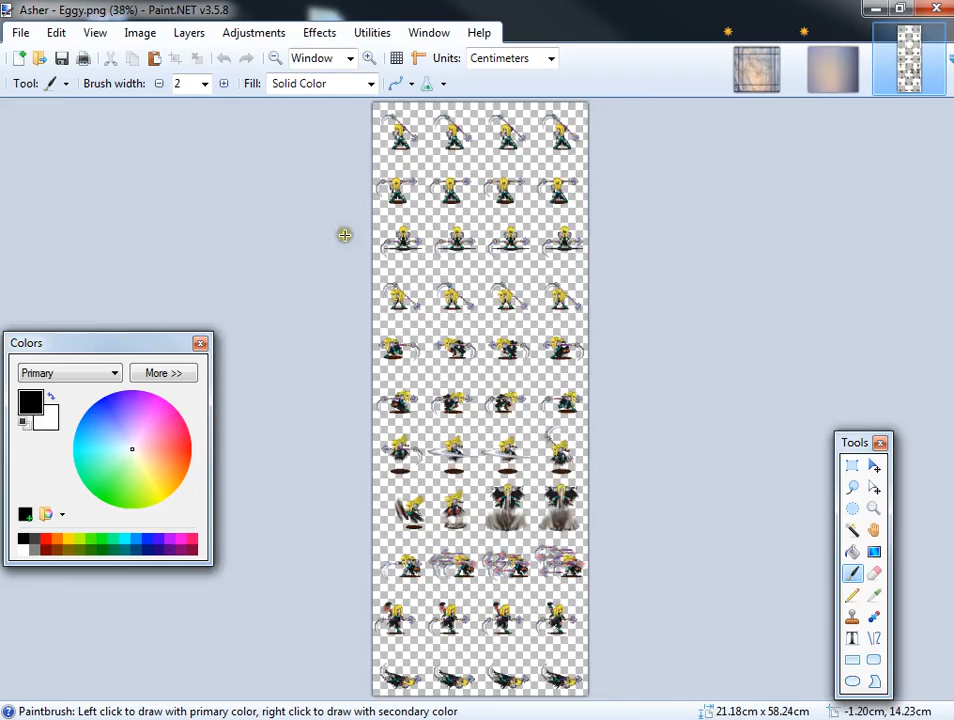 Asher - Eggy.png (38%) - Paint.NET v3.5.8
File Edit View Image Layers Adjustments Effects Utilities Window Help
Window Units: Centimeters
Tool: Brush width: 2 Fill: Solid Color
Colors
Primary More >>
Tools
Paintbrush: Left click to draw with primary color, right click to draw with secondary color 21.18cm x 58.24cm -1.20cm, 14.23cm